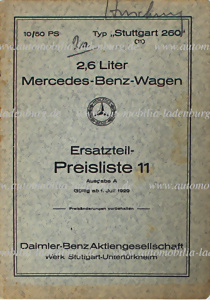 10/50 PS Typ „Stuttgart 260"
2,6 Liter
Mercedes-Benz-Wagen
Ersatzteil-
Preisliste 11
Ausgabe A
Gültig ab 1. Juli 1929
Preisänderungen vorbehalten
Daimler-Benz Aktiengesellschaft
Werk Stuttgart-Untertürkheim